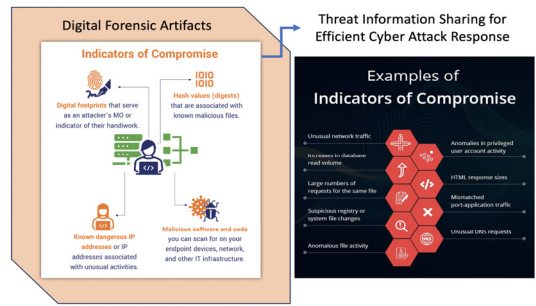 Digital Forensic Artifacts
Threat Information Sharing for
Efficient Cyber Attack Response
Indicators of Compromise
Digital footprints that serve
as an attacker's MO or
indicator of their handiwork.
1010
1010
Hash values (digests)
that are associated with
known malicious files.
Known dangerous IP
addresses or IP
addresses associated
with unusual activities.
Malicious software and code
you can scan for on your
endpoint devices, network,
and other IT infrastructure.
Examples of
Indicators of Compromise
Unusual network traffic
Increases in database
read volume
Large numbers of
requests for the same file
Suspicious registry or
system file changes
Anomalous file activity
Anomalies in privileged
user account activity
HTML response sizes
Mismatched
port-application traffic
Unusual DNS requests
DNS